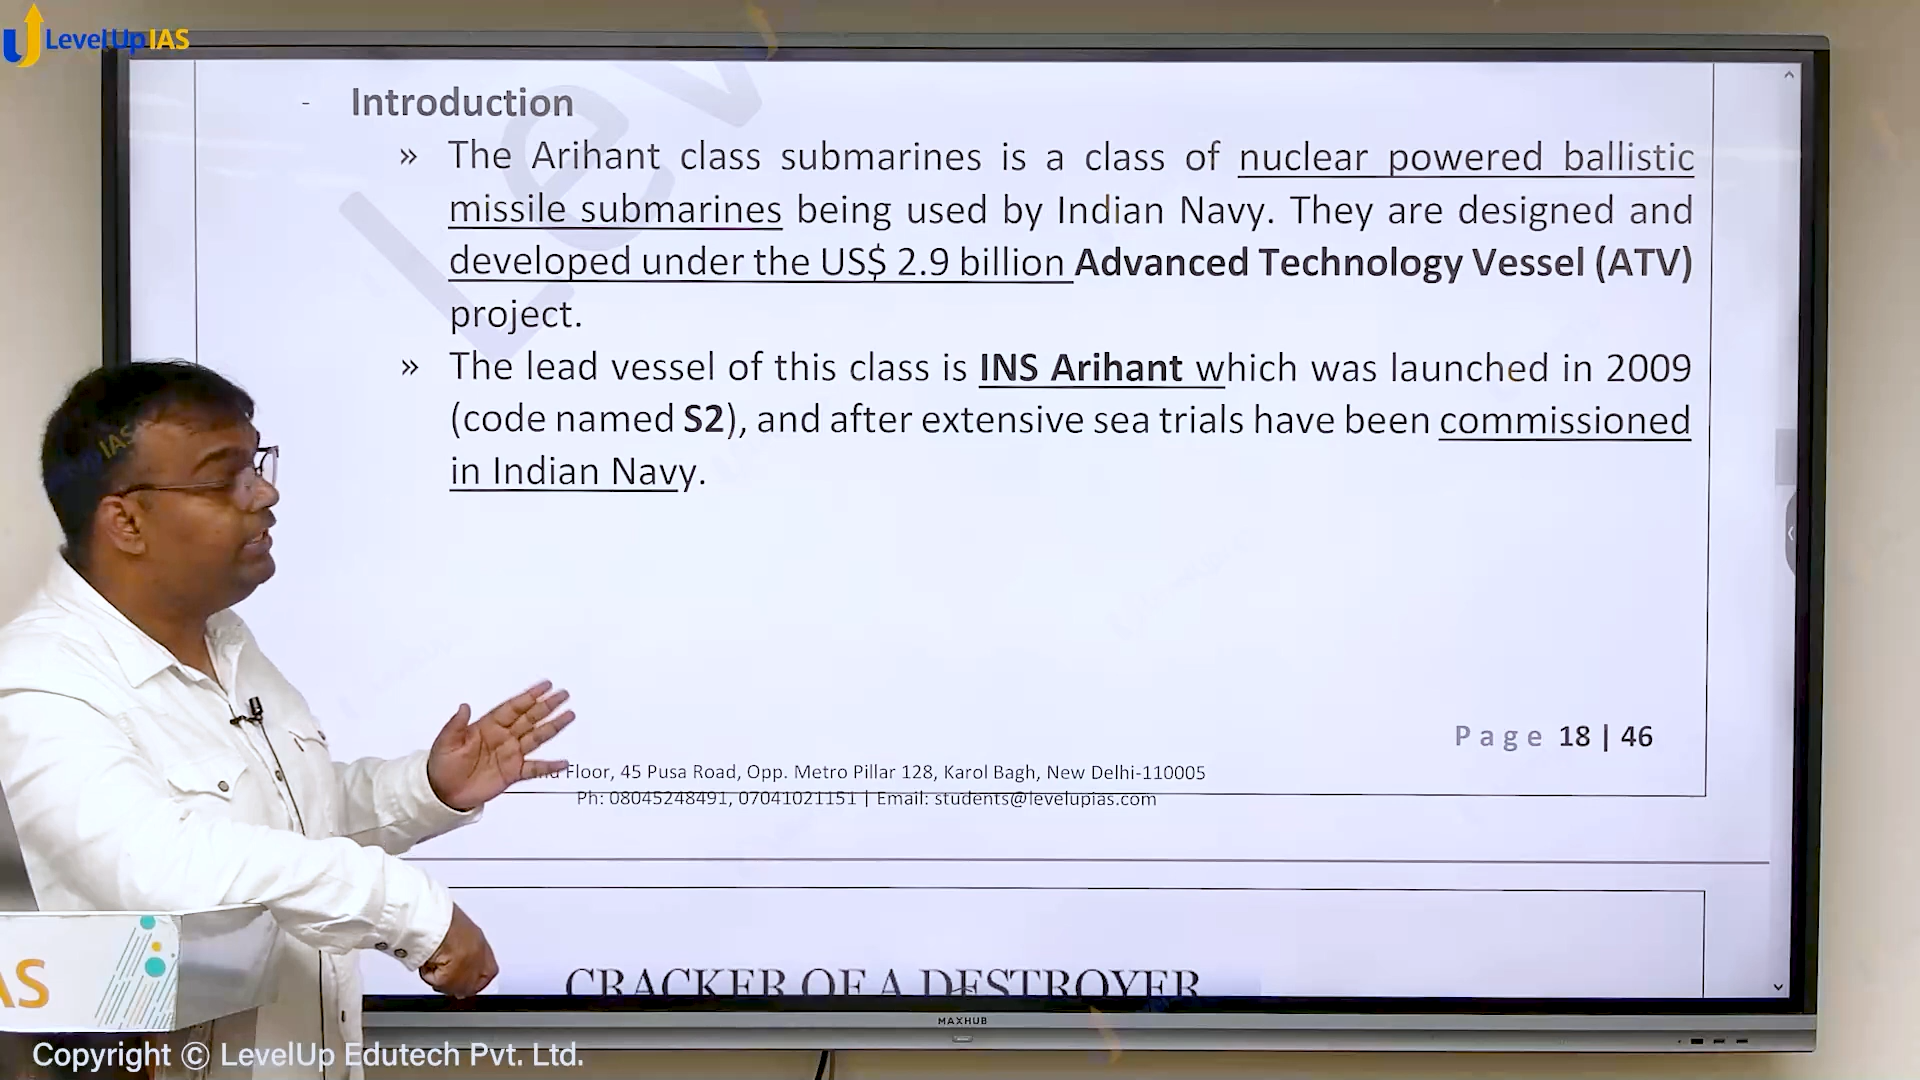 LevelUp IAS
- Introduction
» The Arihant class submarines is a class of nuclear powered ballistic
missile submarines being used by Indian Navy. They are designed and
developed under the US$ 2.9 billion Advanced Technology Vessel (ATV)
project.
» The lead vessel of this class is INS Arihant which was launched in 2009
(code named S2), and after extensive sea trials have been commissioned
in Indian Navy.
Page 18 | 46
Floor, 45 Pusa Road, Opp. Metro Pillar 128, Karol Bagh, New Delhi-110005
Ph: 08045248491, 07041021151 | Email: students@levelupias.com
CRACKER OF A DESTROYER
MAXHUB
AS
Copyright © LevelUp Edutech Pvt. Ltd.